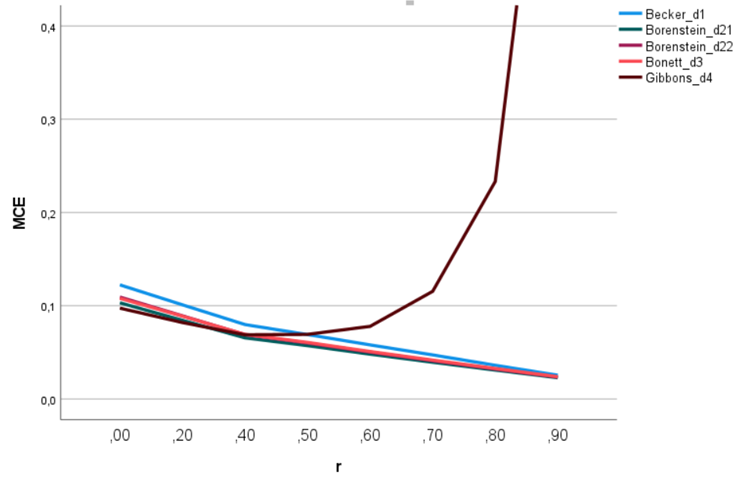 Becker_d1
Borenstein_d21
Borenstein_d22
Bonett_d3
Gibbons_d4
0,4
0,3
0,2
0,1
0,0
MCE
,00 ,20 ,40 ,50 ,60 ,70 ,80 ,90
r